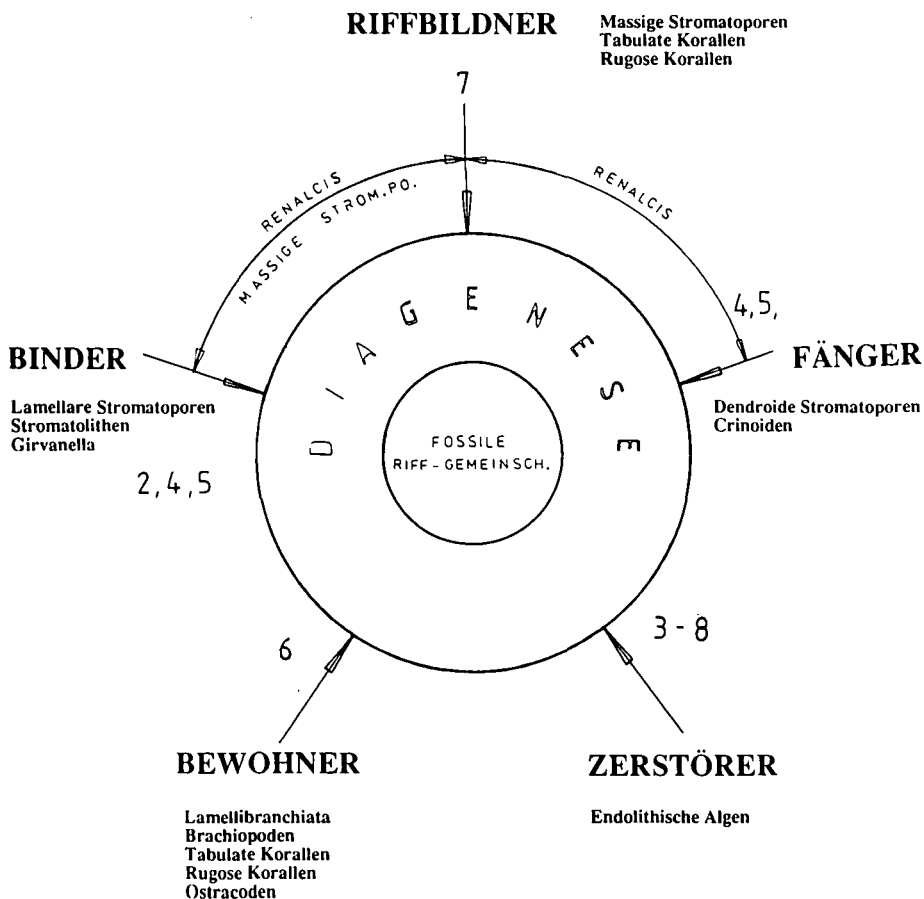 RIFFBILDNER
Massige Stromatoporen
Tabulate Korallen
Rugose Korallen
7
RENALCIS
MASSIGE STROM.PO.
RENALCIS
4,5,
BINDER
Lamellare Stromatoporen
Stromatolithen
Girvanella
2,4,5
FÄNGER
Dendroide Stromatoporen
Crinoiden
DIAGENESE
FOSSILE
RIFF-GEMEINSCH.
3-8
6
BEWOHNER
Lamellibranchiata
Brachiopoden
Tabulate Korallen
Rugose Korallen
Ostracoden
ZERSTÖRER
Endolithische Algen